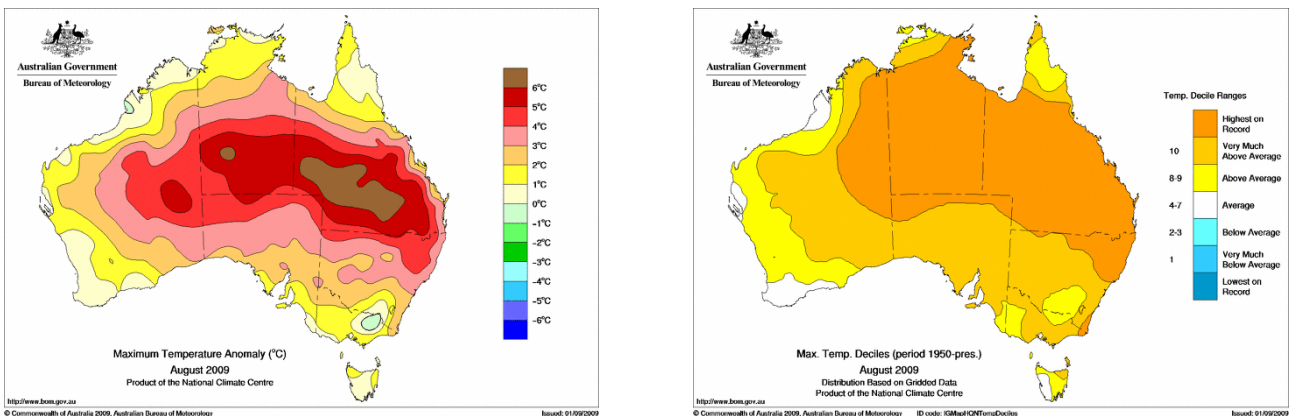 Australian Government
Bureau of Meteorology
6°C
5°C
4°C
3°C
2°C
1°C
0°C
-1°C
-2°C
-3°C
-4°C
-5°C
-6°C
Maximum Temperature Anomaly (°C)
August 2009
Product of the National Climate Centre
http://www.bom.gov.au
© Commonwealth of Australia 2009, Australian Bureau of Meteorology
Issued: 01/09/2009
Australian Government
Bureau of Meteorology
Temp. Decile Ranges
Highest on
Record
10
Very Much
Above Average
8-9
Above Average
4-7
Average
2-3
Below Average
1
Very Much
Below Average
Lowest on
Record
Max. Temp. Deciles (period 1950-pres.)
August 2009
Distribution Based on Gridded Data
Product of the National Climate Centre
http://www.bom.gov.au
© Commonwealth of Australia 2009, Australian Bureau of Meteorology
ID code: IGMapHQNTempDeciles
Issued: 01/09/2009